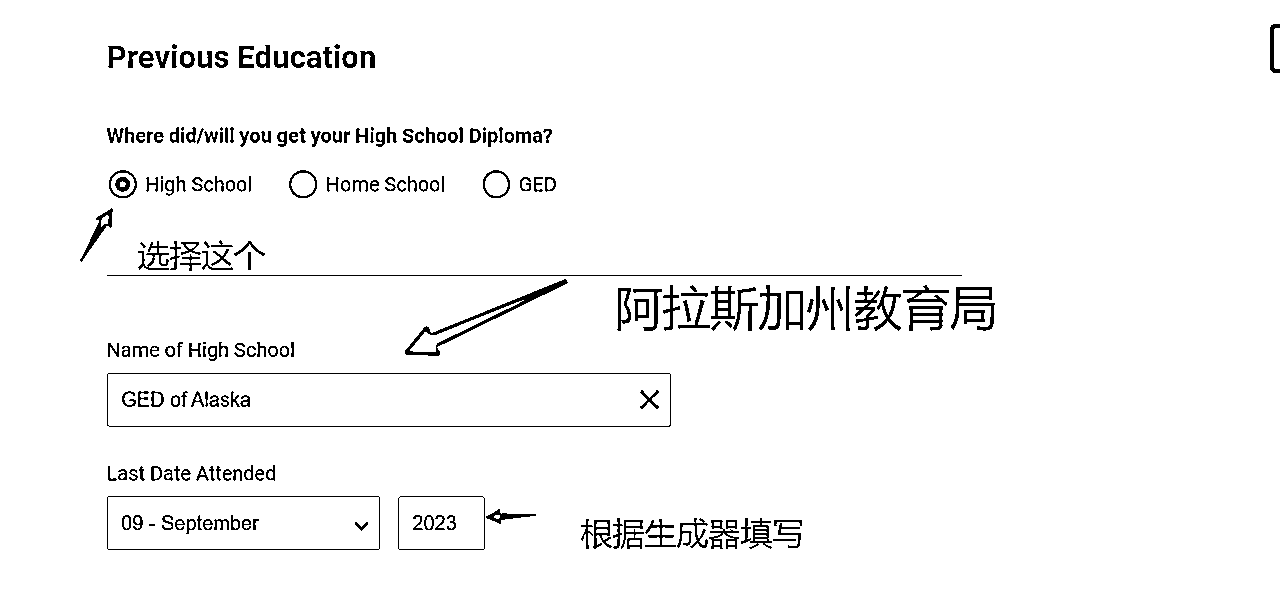 Previous Education
Where did/will you get your High School Diploma?
High School Home School GED
选择这个
阿拉斯加州教育局
Name of High School
GED of Alaska
Last Date Attended
09 - September 2023
根据生成器填写